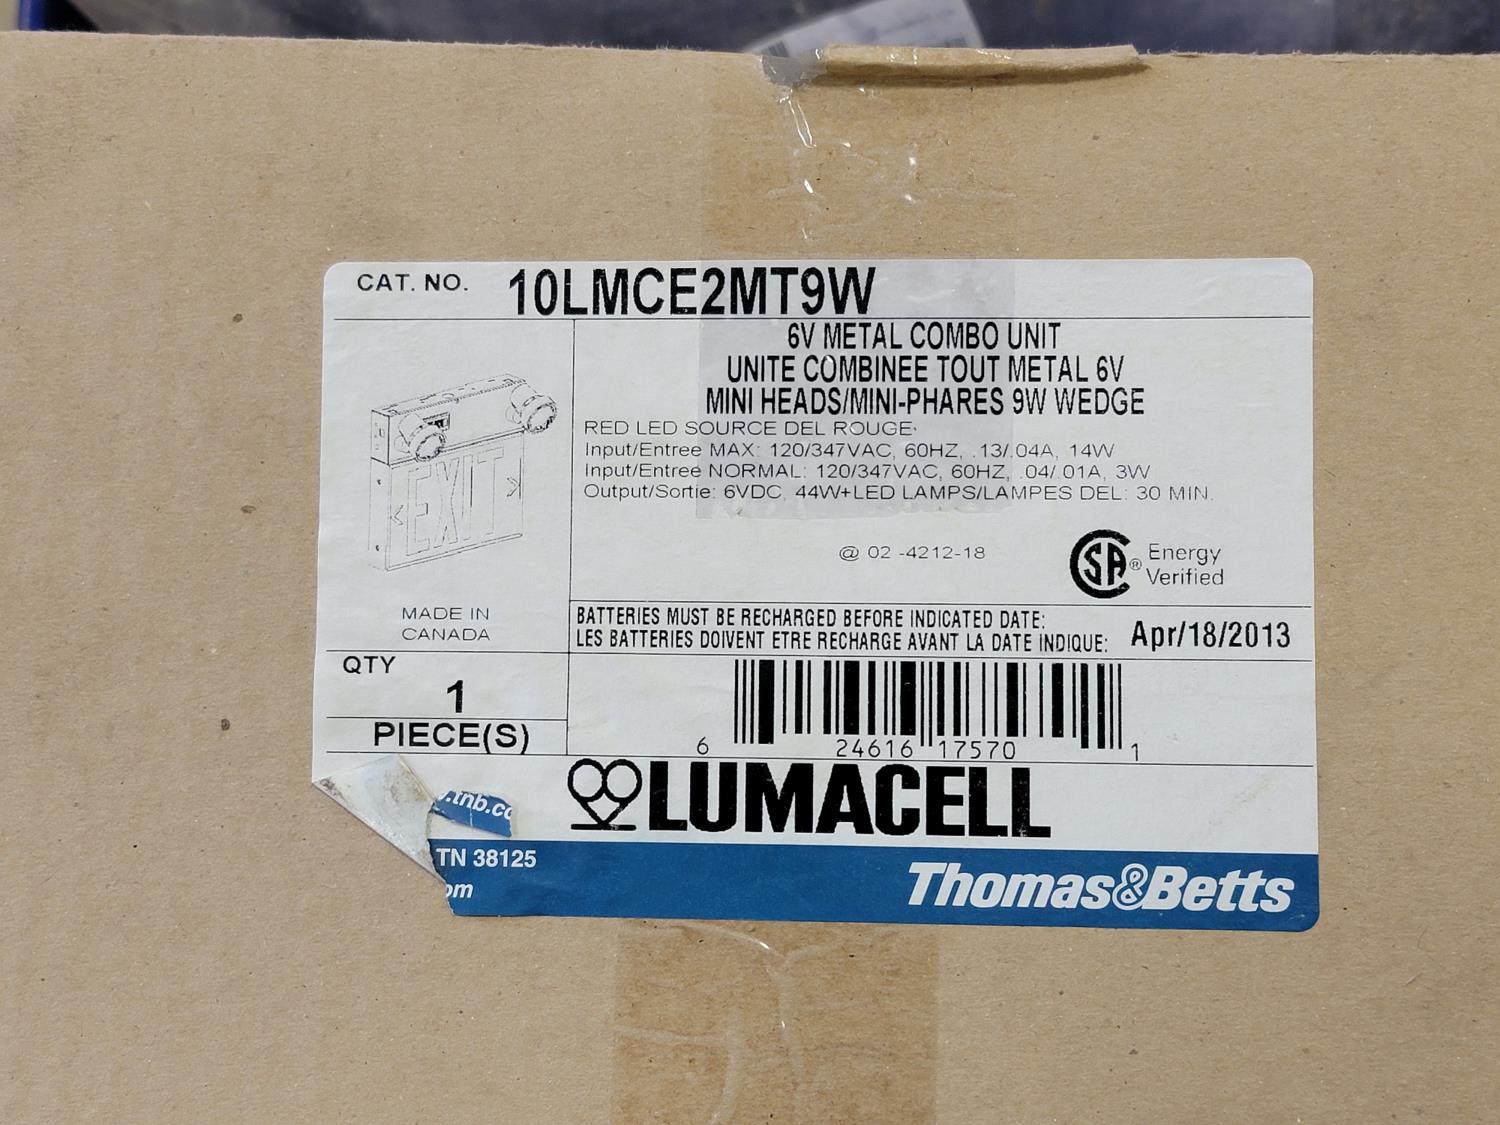 CAT. NO. 10LMCE2MT9W
6V METAL COMBO UNIT
UNITE COMBINEE TOUT METAL 6V
MINI HEADS/MINI-PHARES 9W WEDGE
RED LED SOURCE DEL ROUGE
Input/Entree MAX: 120/347VAC, 60HZ, .13/.04A, 14W
Input/Entree NORMAL: 120/347VAC, 60HZ, .04/.01A, 3W
Output/Sortie: 6VDC, 44W+LED LAMPS/LAMPES DEL: 30 MIN.
EXIT
@ 02 -4212-18
CSA ® Energy
Verified
MADE IN
CANADA
BATTERIES MUST BE RECHARGED BEFORE INDICATED DATE:
LES BATTERIES DOIVENT ETRE RECHARGE AVANT LA DATE INDIQUE: Apr/18/2013
QTY
1
PIECE(S)
6 24616 17570 1
LUMACELL
.tnb.co
TN 38125
om
Thomas&Betts